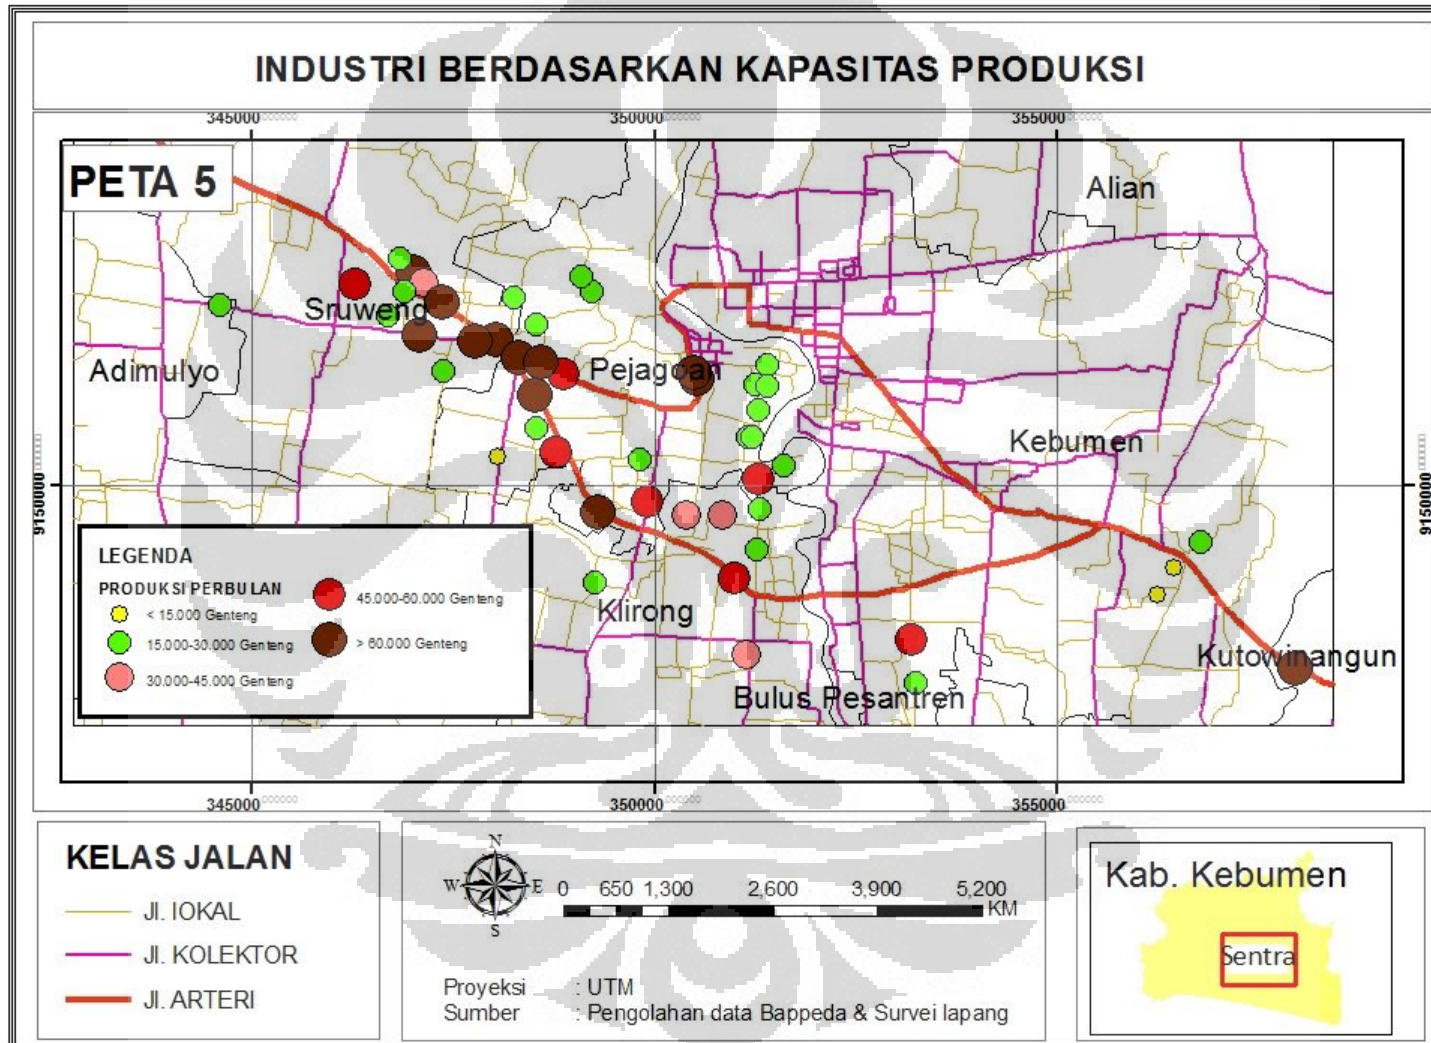 INDUSTRI BERDASARKAN KAPASITAS PRODUKSI
345000 350000 355000
PETA 5
Alian
Sruweng
Adimulyo
Pejagoan
Kebumen
9150000
9150000
LEGENDA
PRODUKSI PERBULAN
< 15.000 Genteng
15.000-30.000 Genteng
30.000-45.000 Genteng
45.000-60.000 Genteng
> 60.000 Genteng
Klirong
Kutowinangun
Bulus Pesantren
345000 350000 355000
KELAS JALAN
Jl. lOKAL
Jl. KOLEKTOR
Jl. ARTERI
N
W E
S
0 650 1,300 2,600 3,900 5,200
KM
Proyeksi : UTM
Sumber : Pengolahan data Bappeda & Survei lapang
Kab. Kebumen
Sentra